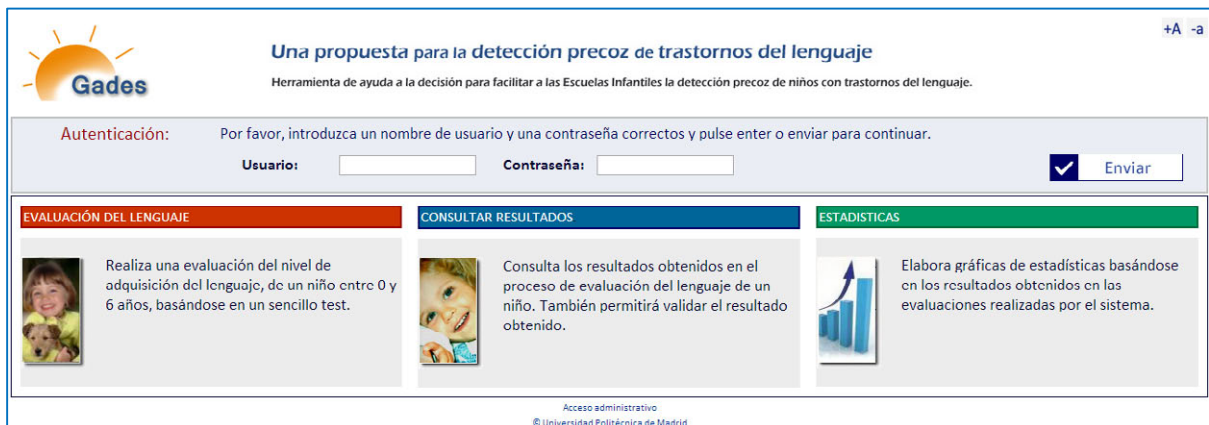 +A -a
Gades
Una propuesta para la detección precoz de trastornos del lenguaje
Herramienta de ayuda a la decisión para facilitar a las Escuelas Infantiles la detección precoz de niños con trastornos del lenguaje.
Autenticación:
Por favor, introduzca un nombre de usuario y una contraseña correctos y pulse enter o enviar para continuar.
Usuario:
Contraseña:
Enviar
EVALUACIÓN DEL LENGUAJE
Realiza una evaluación del nivel de
adquisición del lenguaje, de un niño entre 0 y
6 años, basándose en un sencillo test.
CONSULTAR RESULTADOS
Consulta los resultados obtenidos en el
proceso de evaluación del lenguaje de un
niño. También permitirá validar el resultado
obtenido.
ESTADISTICAS
Elabora gráficas de estadísticas basándose
en los resultados obtenidos en las
evaluaciones realizadas por el sistema.
Acceso administrativo
© Universidad Politécnica de Madrid